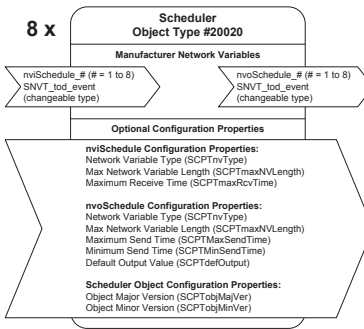 8 x
Scheduler
Object Type #20020
Manufacturer Network Variables
nviSchedule_# (# = 1 to 8)
SNVT_tod_event
(changeable type)
nvoSchedule_# (# = 1 to 8)
SNVT_tod_event
(changeable type)
Optional Configuration Properties
nviSchedule Configuration Properties:
Network Variable Type (SCPTnvType)
Max Network Variable Length (SCPTmaxNVLength)
Maximum Receive Time (SCPTmaxRcvTime)
nvoSchedule Configuration Properties:
Network Variable Type (SCPTnvType)
Max Network Variable Length (SCPTmaxNVLength)
Maximum Send Time (SCPTMaxSendTime)
Minimum Send Time (SCPTMinSendTime)
Default Output Value (SCPTdefOutput)
Scheduler Object Configuration Properties:
Object Major Version (SCPTobjMajVer)
Object Minor Version (SCPTobjMinVer)